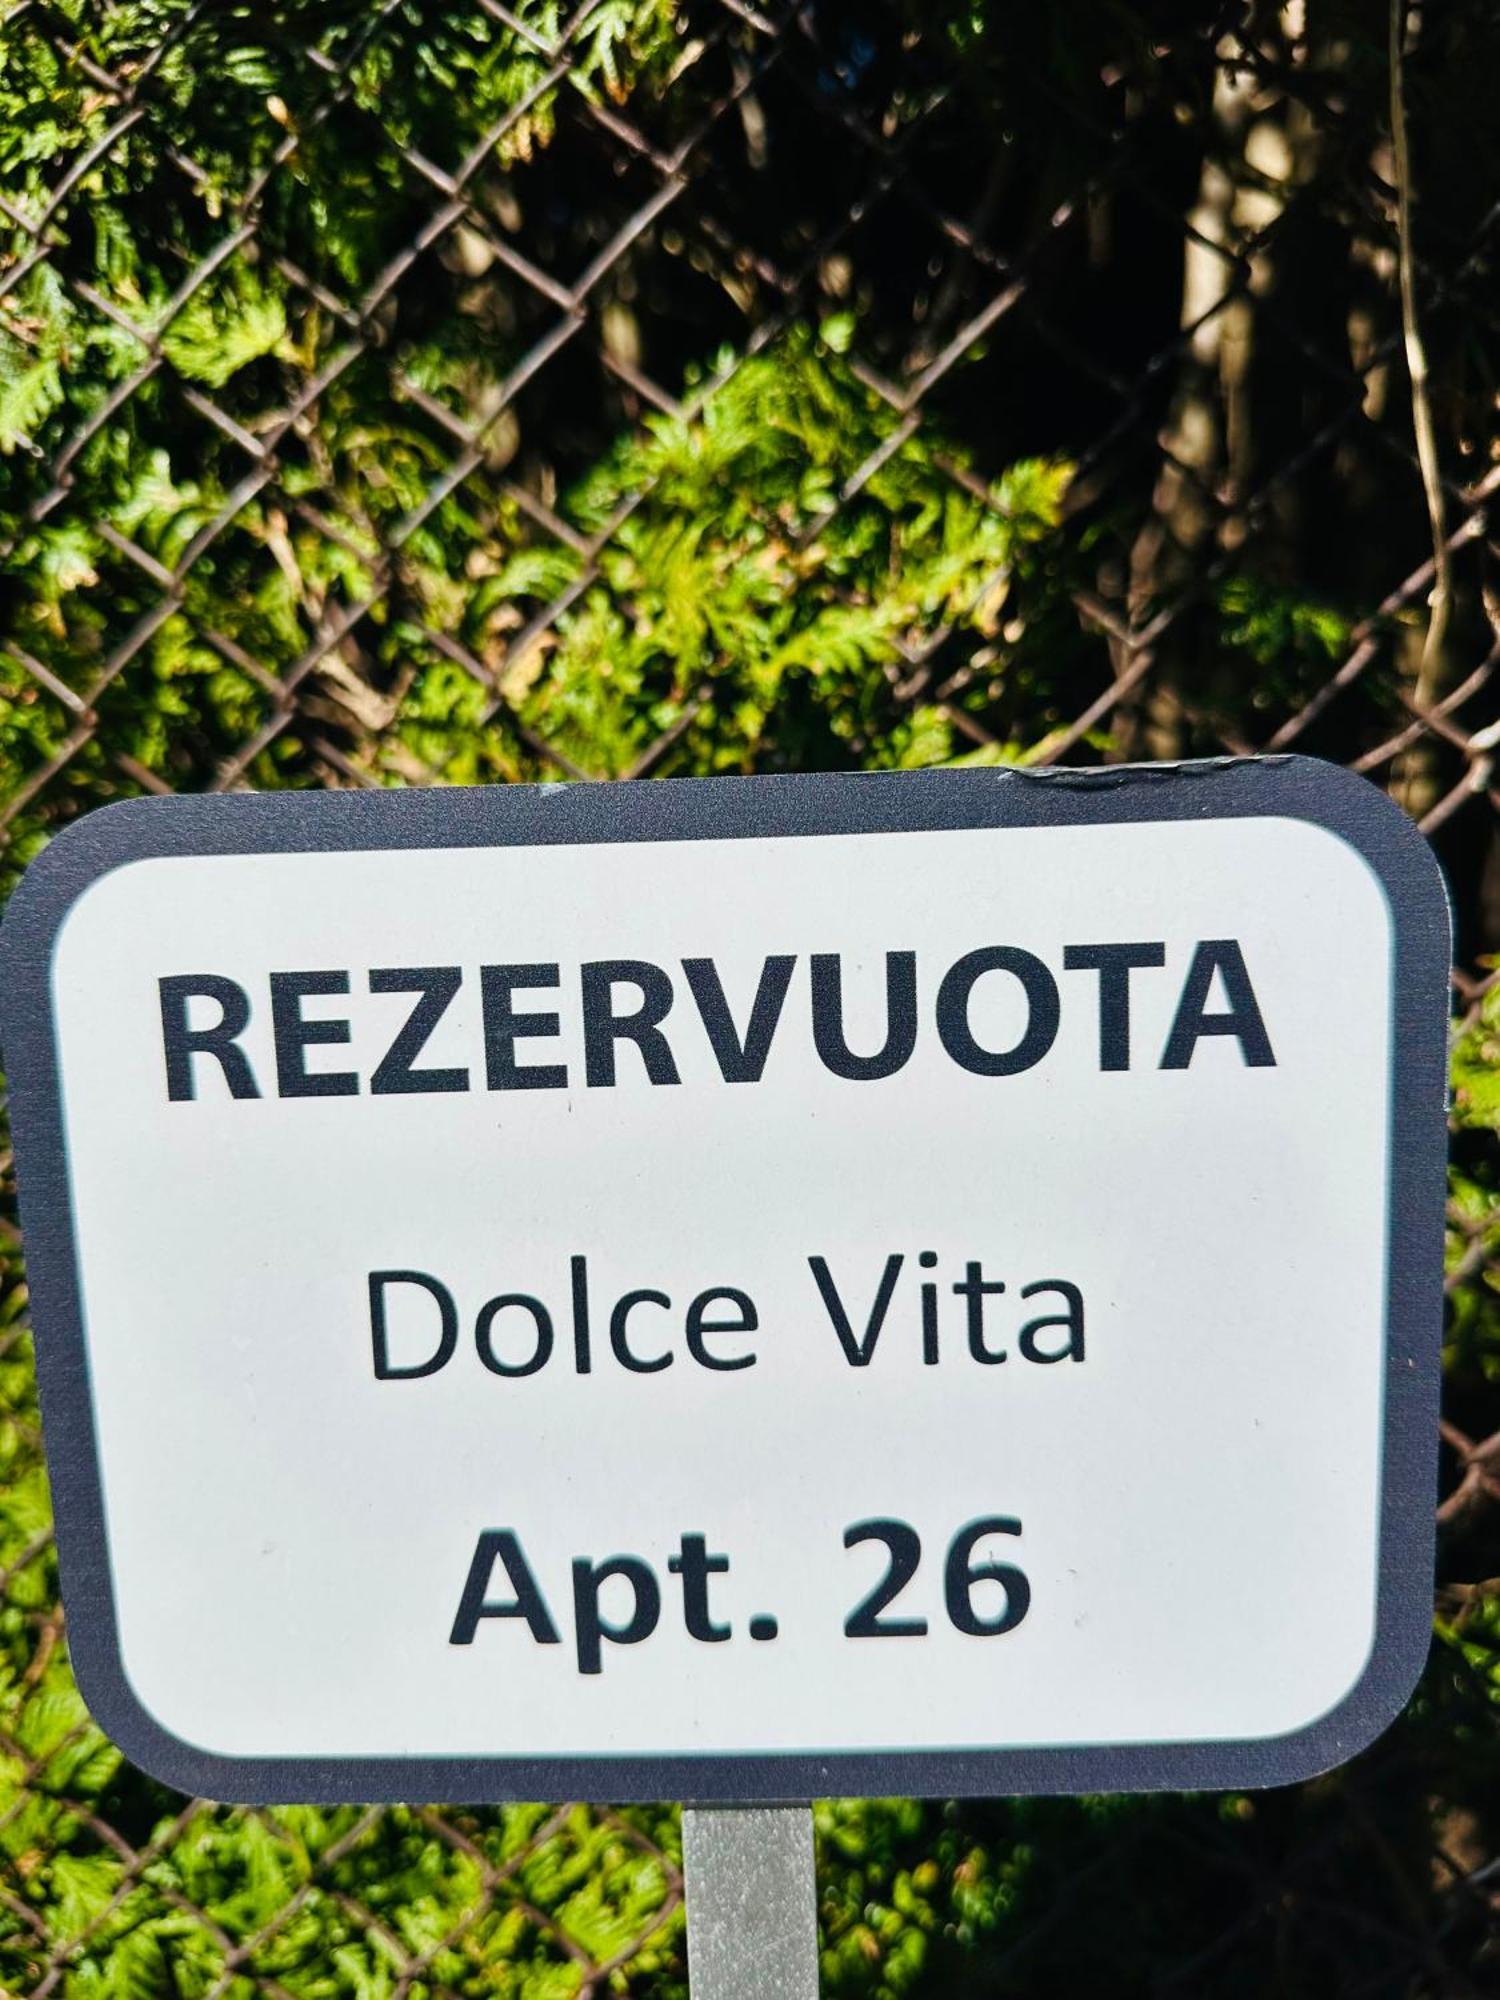 REZERVUOTA
Dolce Vita
Apt. 26